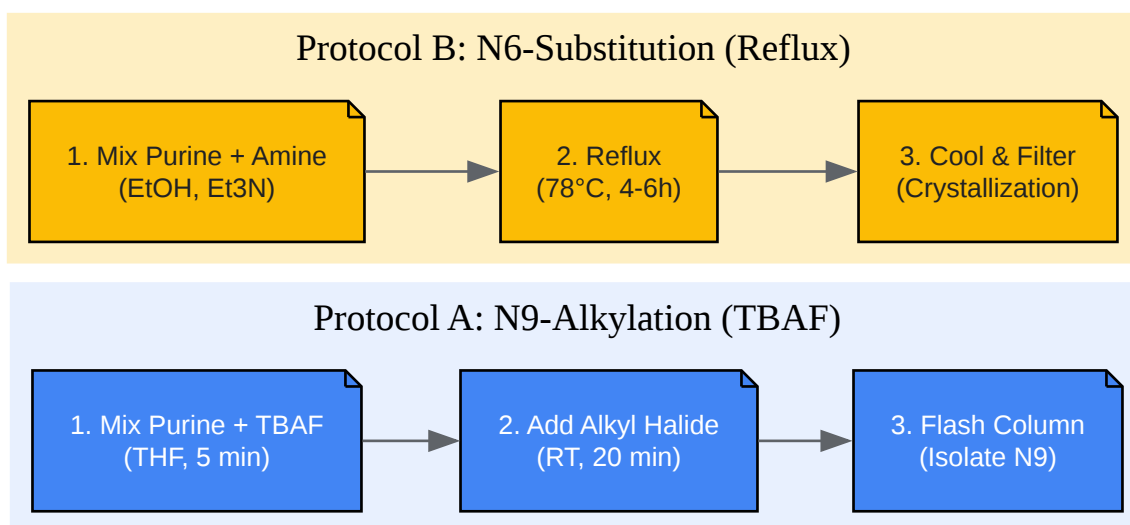 Protocol B: N6-Substitution (Reflux)
1. Mix Purine + Amine
(EtOH, Et3N)
2. Reflux
(78°C, 4-6h)
3. Cool & Filter
(Crystallization)
Protocol A: N9-Alkylation (TBAF)
1. Mix Purine + TBAF
(THF, 5 min)
2. Add Alkyl Halide
(RT, 20 min)
3. Flash Column
(Isolate N9)